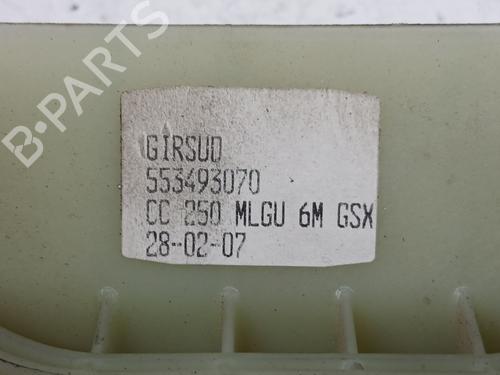 B-PARTS
GIRSUD
553493070
CC 250 MLGU 6M GSX
28-02-07